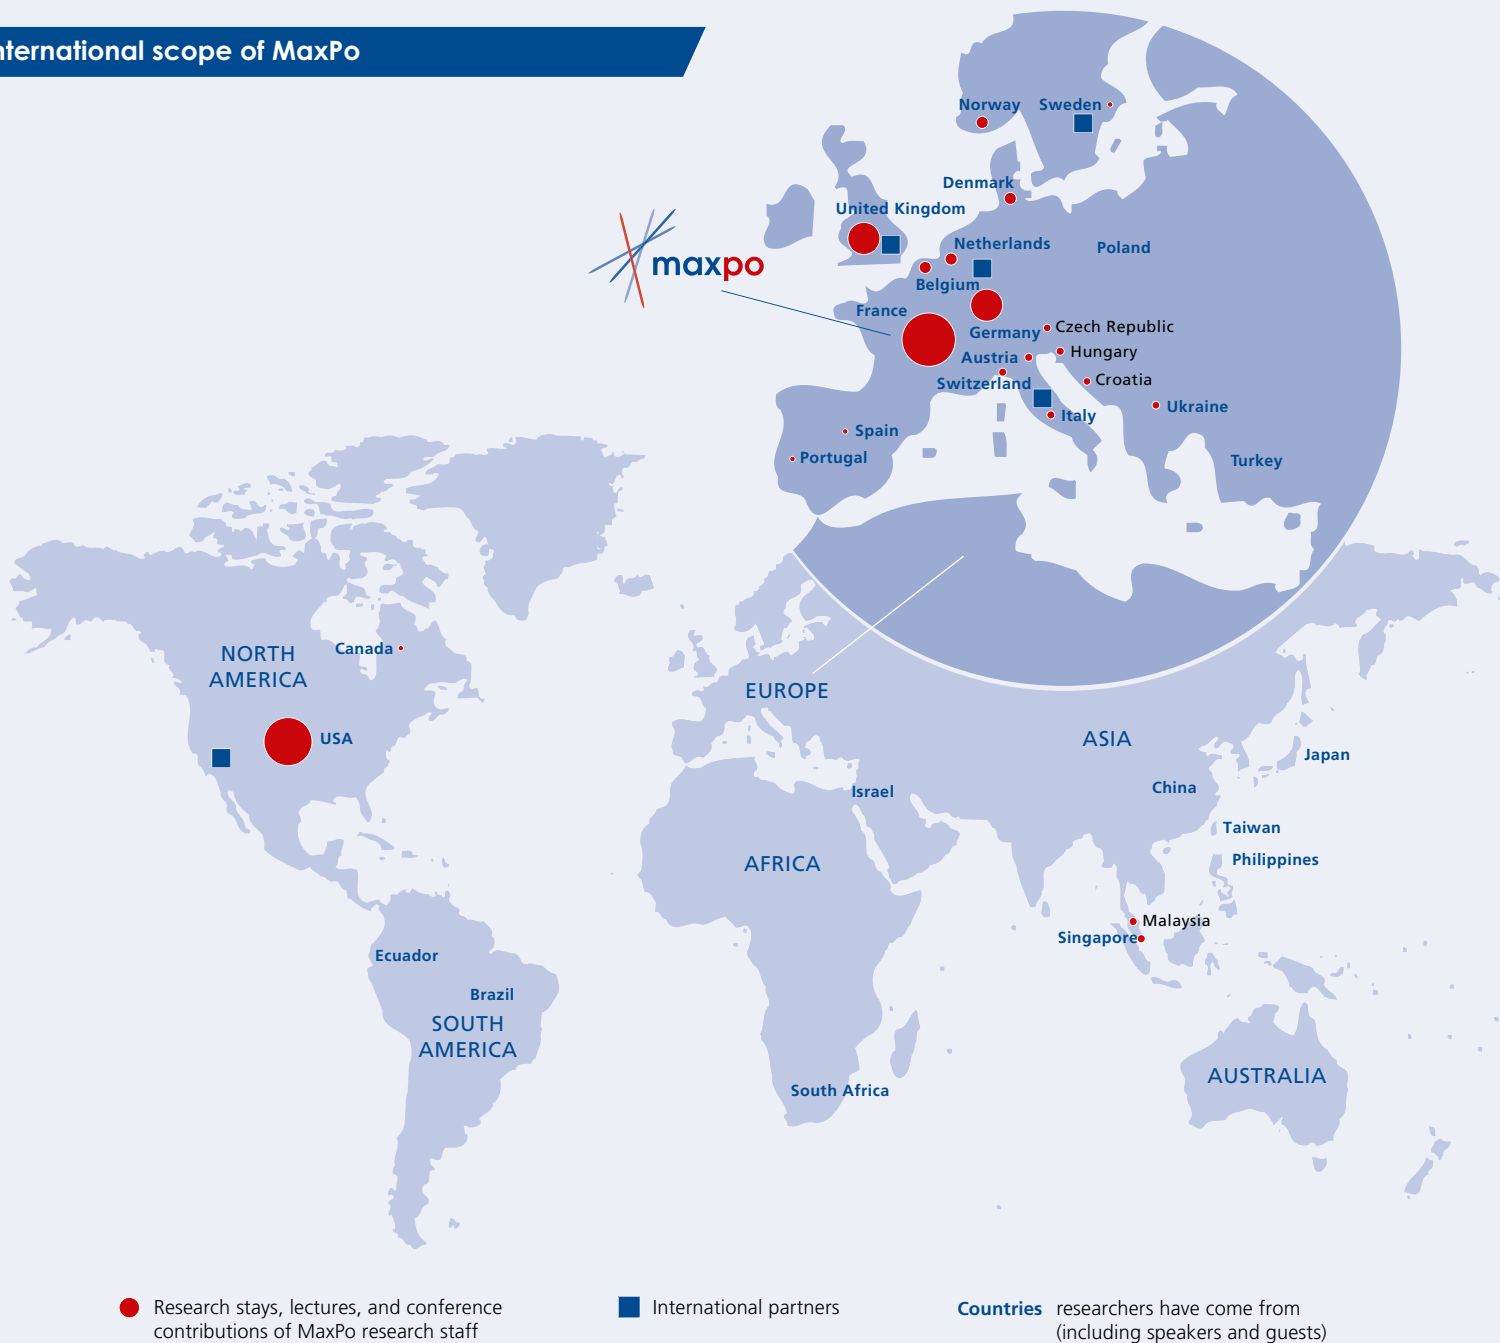 nternational scope of MaxPo
Norway
Sweden
Denmark
United Kingdom
Netherlands
Poland
maxpo
Belgium
France
Germany
Czech Republic
Hungary
Austria
Croatia
Switzerland
Ukraine
Italy
Spain
Portugal
Turkey
NORTH
AMERICA
Canada
EUROPE
USA
ASIA
Japan
China
Israel
Taiwan
AFRICA
Philippines
Malaysia
Singapore
Ecuador
Brazil
SOUTH
AMERICA
AUSTRALIA
South Africa
Research stays, lectures, and conference
contributions of MaxPo research staff
International partners
Countries researchers have come from
(including speakers and guests)